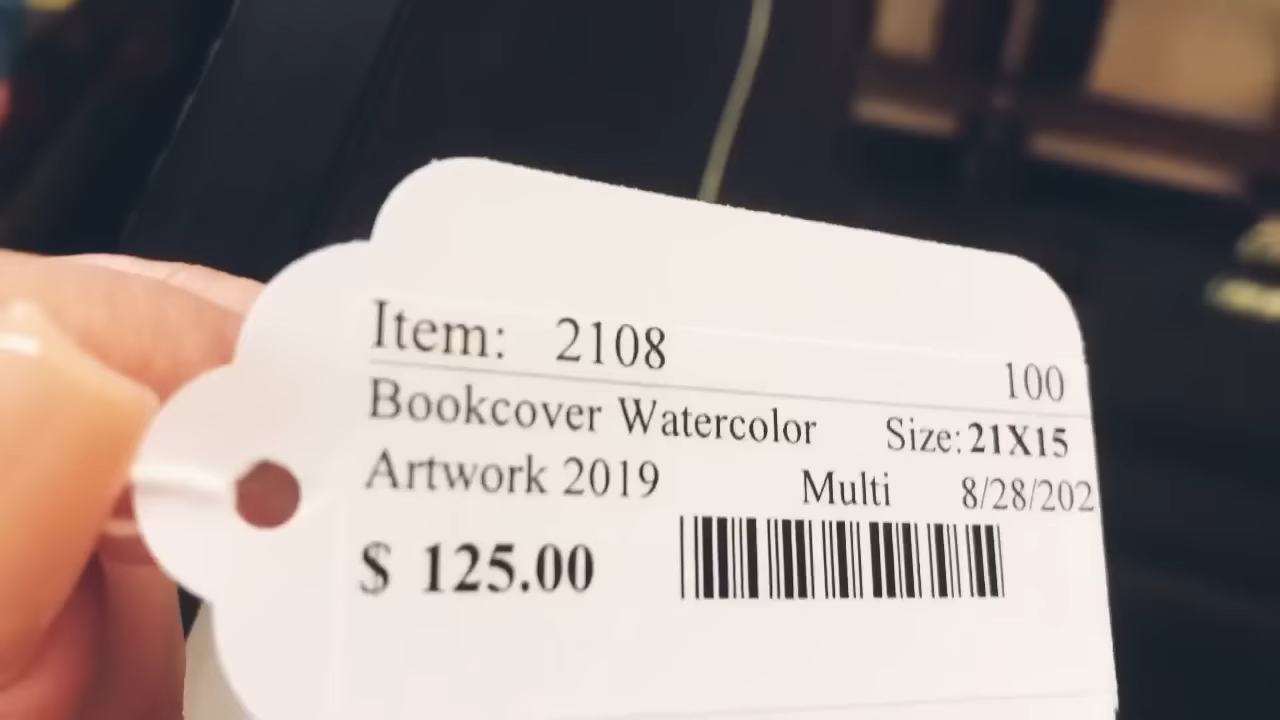 Item: 2108
100
Bookcover Watercolor Size: 21X15
Artwork 2019 Multi 8/28/202
$ 125.00